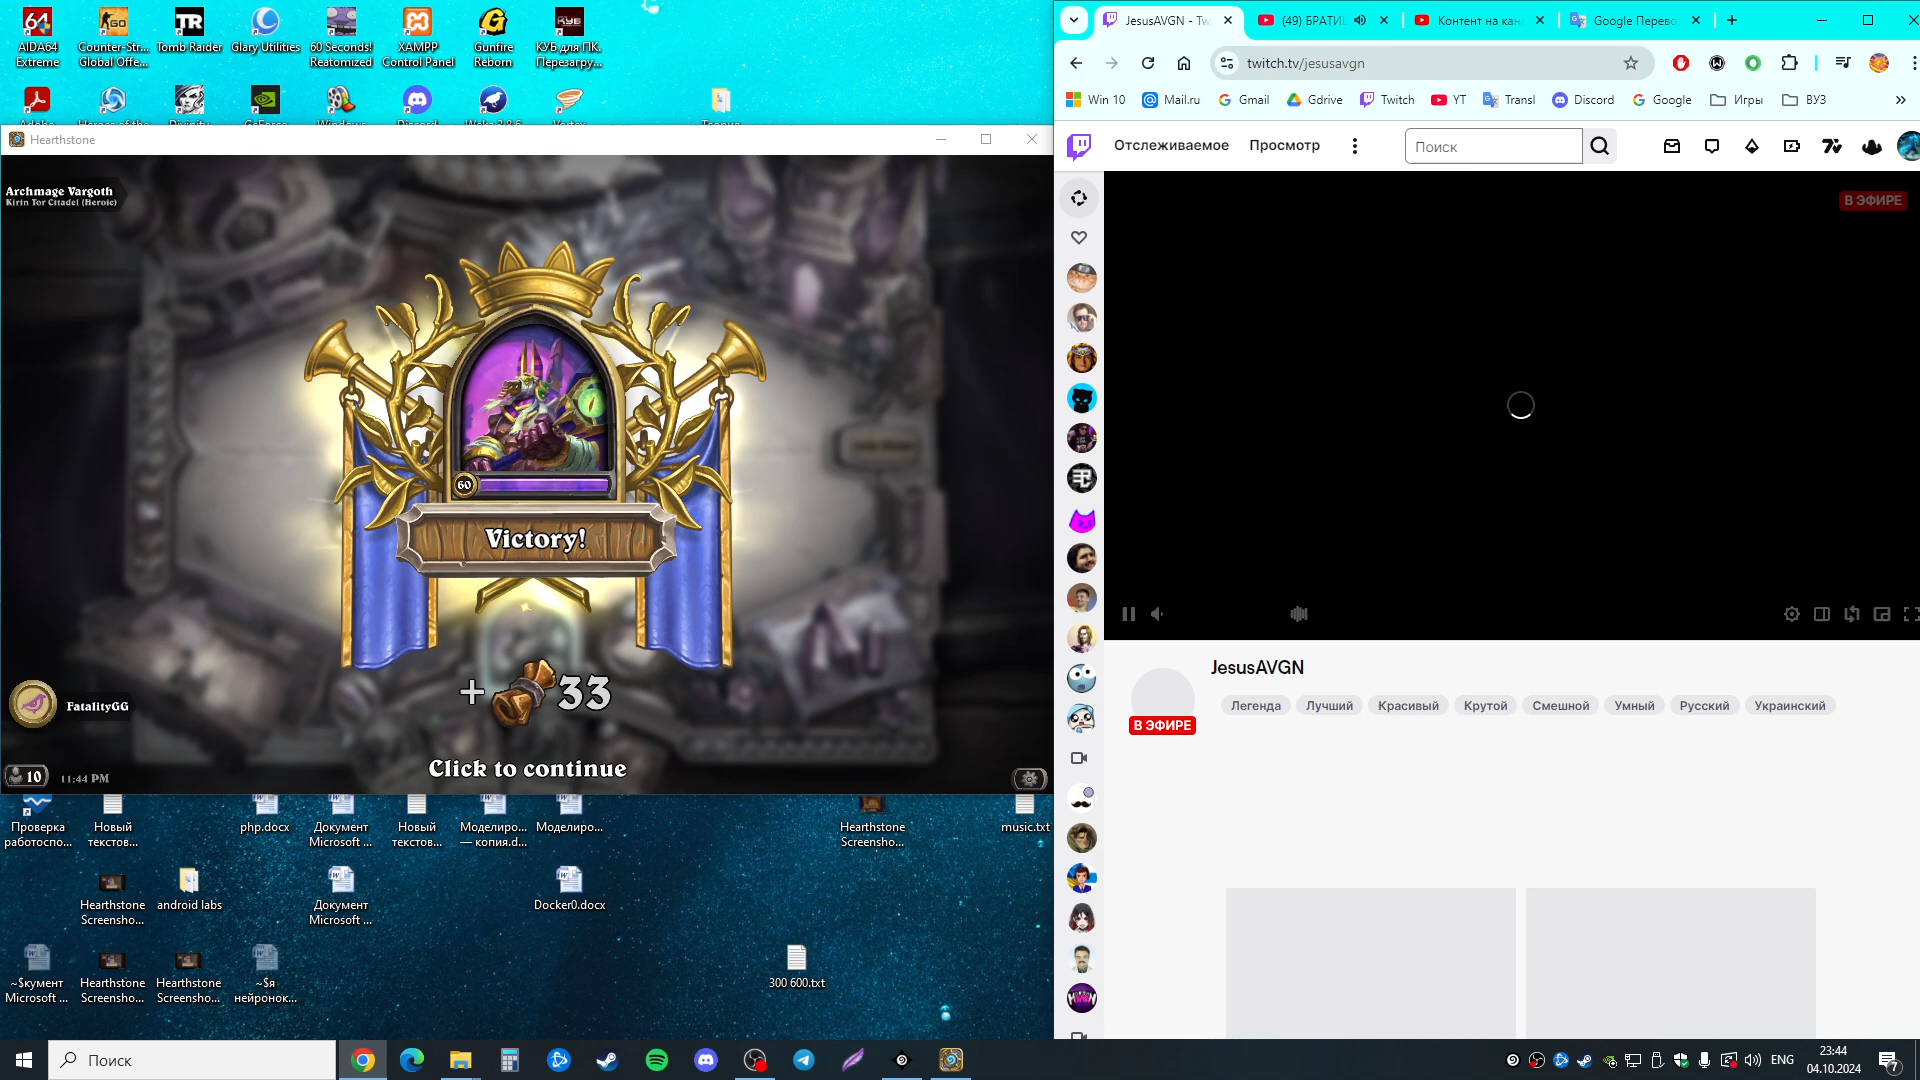 AIDA64
Extreme
Counter-Str...
Global Offe...
Tomb Raider
Glary Utilities
60 Seconds!
Reatomized
XAMPP
Control Panel
Gunfire
Reborn
КУБ для ПК.
Перезагру...
Hearthstone
Archmage Vargoth
Kirin Tor Citadel (Heroic)
60
Victory!
+ 33
FatalityGG
Click to continue
10
11:44 PM
Проверка
работоспо...
Новый
текстов...
php.docx
Документ
Microsoft ...
Новый
текстов...
Моделиро...
— копия.d...
Моделиро...
Hearthstone
Screensho...
music.txt
Hearthstone
Screensho...
android labs
Документ
Microsoft ...
Docker0.docx
~$кумент
Microsoft ...
Hearthstone
Screensho...
Hearthstone
Screensho...
~$я
нейронок...
300 600.txt
JesusAVGN - Tw
(49) БРАТИ
Контент на кан
Google Перево
twitch.tv/jesusavgn
Win 10
Mail.ru
Gmail
Gdrive
Twitch
YT
Transl
Discord
Google
Игры
ВУЗ
Отслеживаемое
Просмотр
Поиск
В ЭФИРЕ
JesusAVGN
Легенда
Лучший
Красивый
Крутой
Смешной
Умный
Русский
Украинский
В ЭФИРЕ
Поиск
ENG
23:44
04.10.2024
7